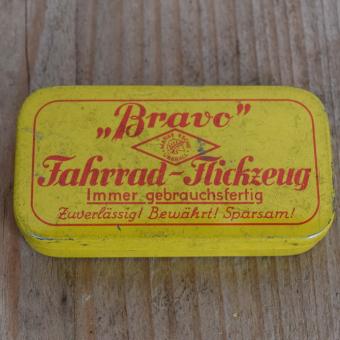 „Bravo"
Fahrrad-Flickzeug
Immer gebrauchsfertig
Zuverlässig! Bewährt! Sparsam!